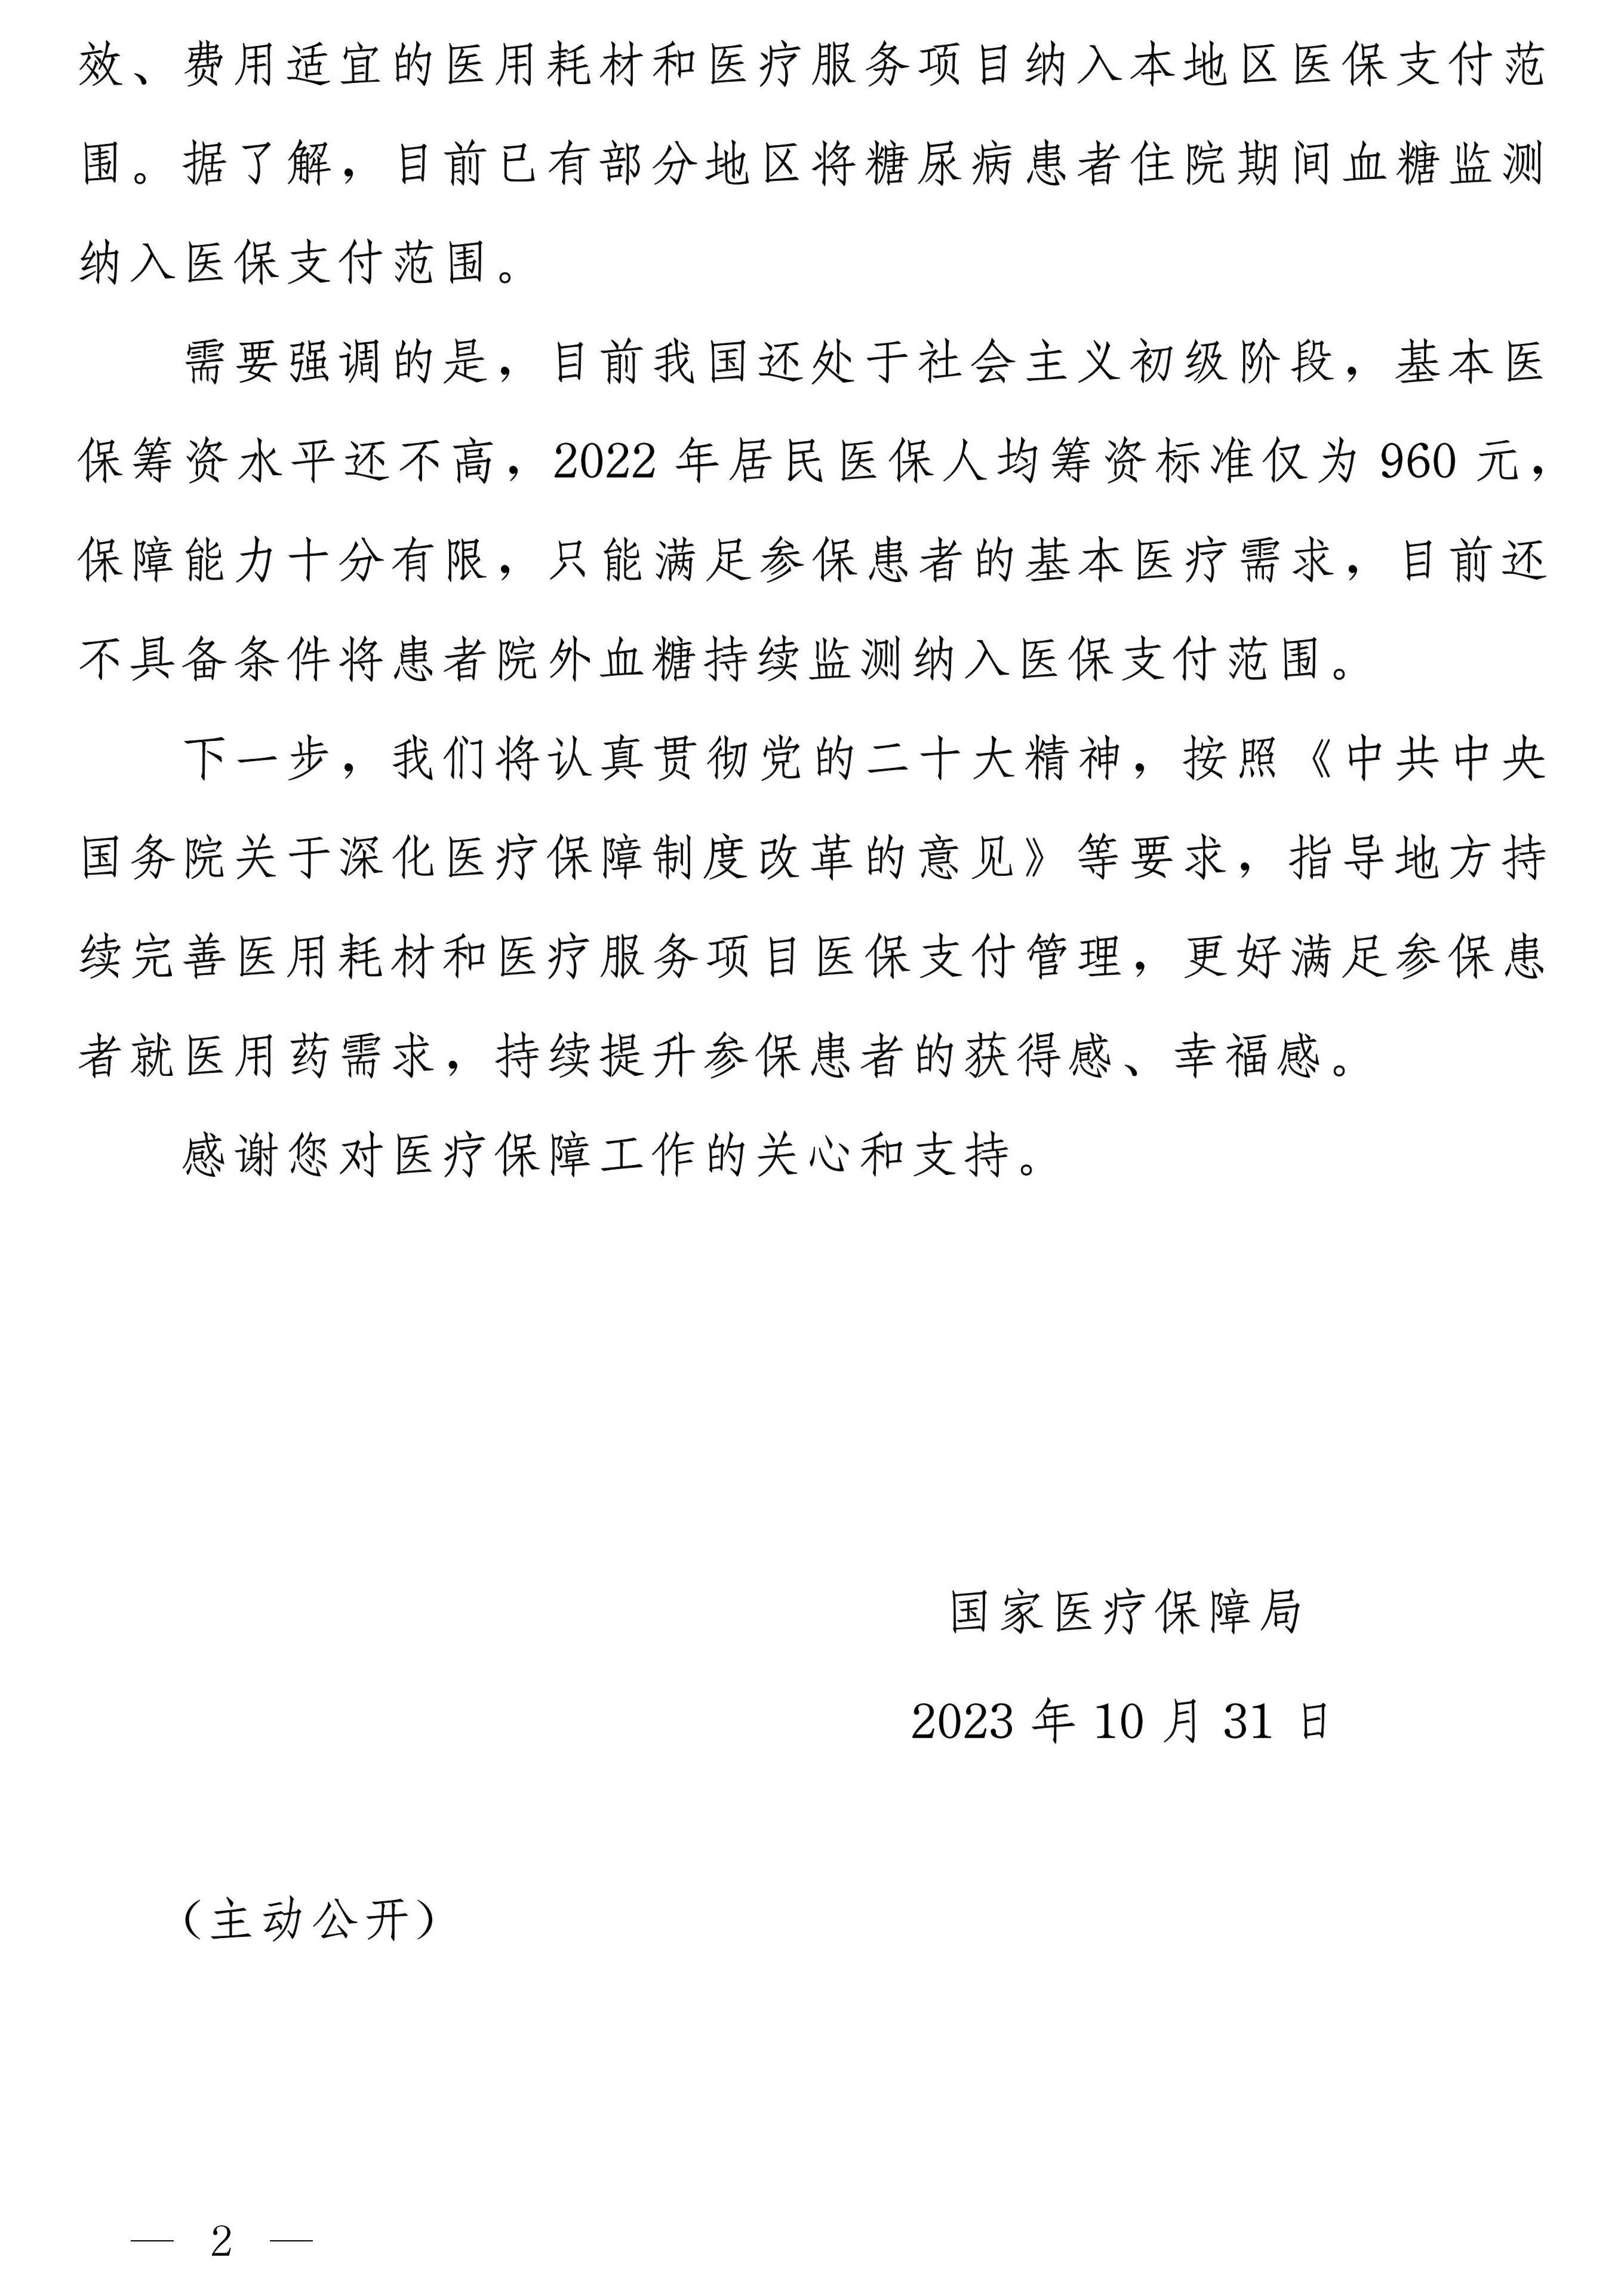 效、费用适宜的医用耗材和医疗服务项目纳入本地区医保支付范
围。据了解，目前已有部分地区将糖尿病患者住院期间血糖监测
纳入医保支付范围。
需要强调的是，目前我国还处于社会主义初级阶段，基本医
保筹资水平还不高，2022 年居民医保人均筹资标准仅为 960 元，
保障能力十分有限，只能满足参保患者的基本医疗需求，目前还
不具备条件将患者院外血糖持续监测纳入医保支付范围。
下一步，我们将认真贯彻党的二十大精神，按照《中共中央
国务院关于深化医疗保障制度改革的意见》等要求，指导地方持
续完善医用耗材和医疗服务项目医保支付管理，更好满足参保患
者就医用药需求，持续提升参保患者的获得感、幸福感。
感谢您对医疗保障工作的关心和支持。
国家医疗保障局
2023 年 10 月 31 日
（主动公开）
— 2 —